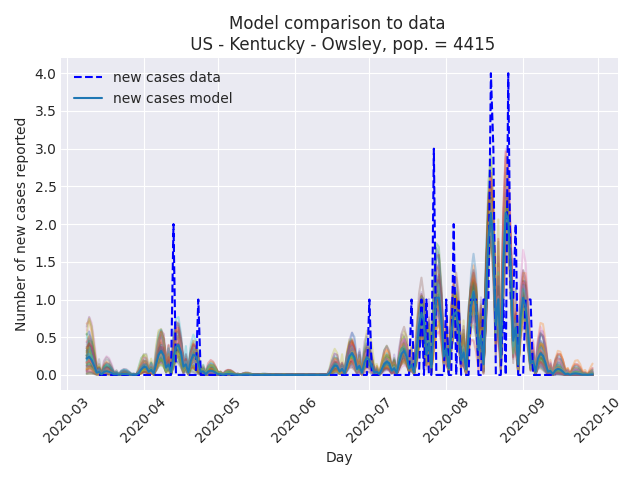 Model comparison to data
US - Kentucky - Owsley, pop. = 4415
new cases data
new cases model
Number of new cases reported
4.0
3.5
3.0
2.5
2.0
1.5
1.0
0.5
0.0
2020-03
2020-04
2020-05
2020-06
2020-07
2020-08
2020-09
2020-10
Day